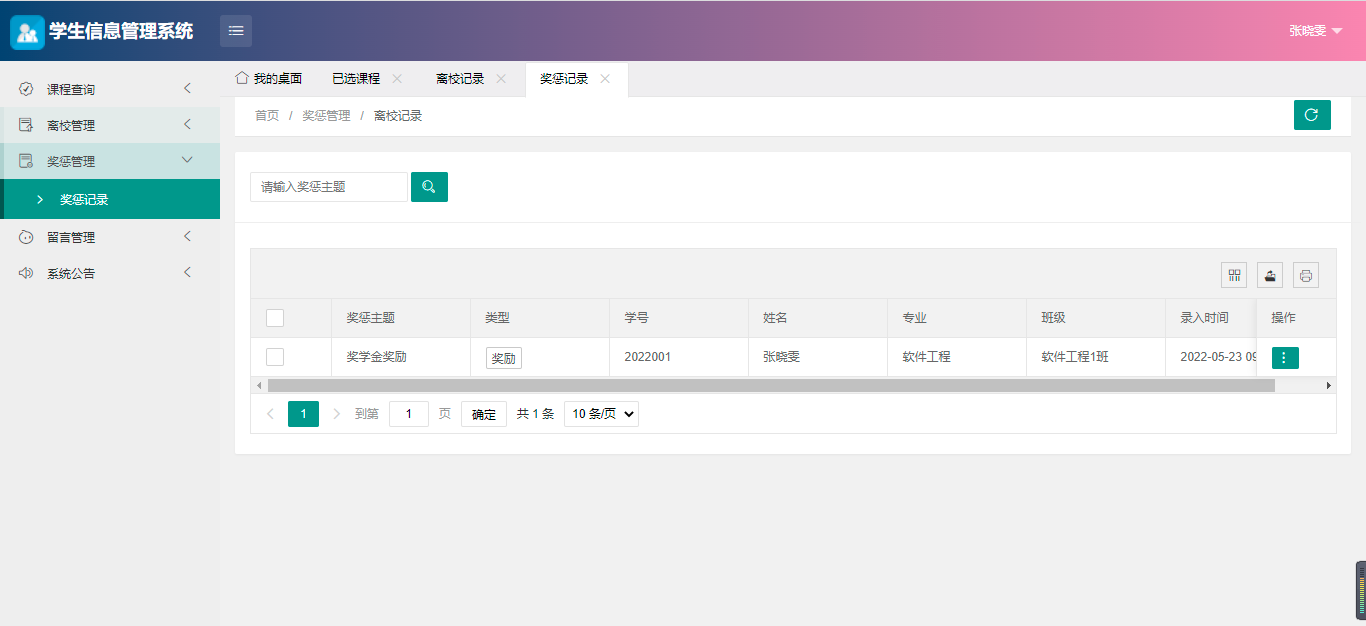 学生信息管理系统
张晓雯
课程查询
离校管理
奖惩管理
奖惩记录
留言管理
系统公告
我的桌面 已选课程 离校记录 奖惩记录
首页 / 奖惩管理 / 离校记录
请输入奖惩主题
奖惩主题 类型 学号 姓名 专业 班级 录入时间 操作
奖学金奖励 奖励 2022001 张晓雯 软件工程 软件工程1班 2022-05-23 09
1 到第 1 页 确定 共 1 条 10 条/页